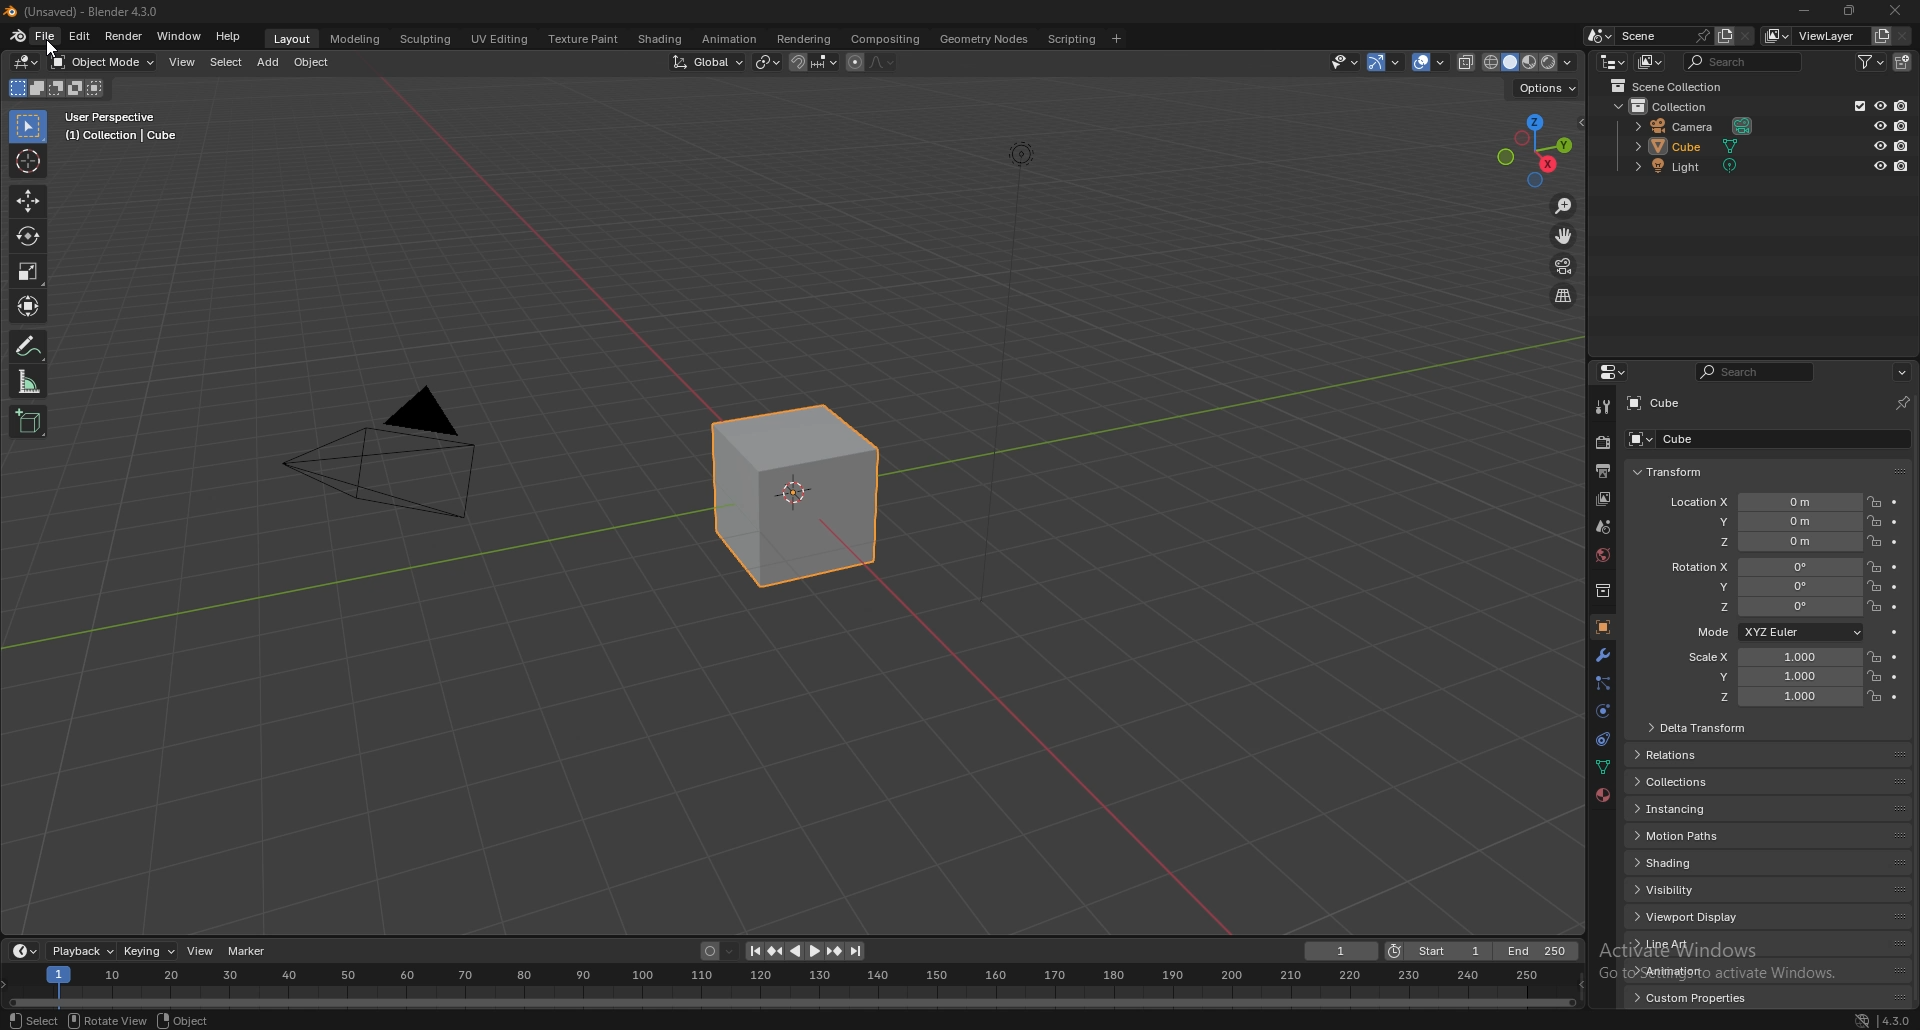 (Unsaved) - Blender 4.3.0
File Edit Render Window Help Layout Modeling Sculpting UV Editing Texture Paint Shading Animation Rendering Compositing Geometry Nodes Scripting + Scene ViewLayer
Object Mode View Select Add Object Global Search
Options
User Perspective
(1) Collection | Cube
Z
Y
X
Scene Collection
Collection
Camera
Cube
Light
Search
Cube
Cube
Transform
Location X 0 m
Y 0 m
Z 0 m
Rotation X 0°
Y 0°
Z 0°
Mode XYZ Euler
Scale X 1.000
Y 1.000
Z 1.000
Delta Transform
Relations
Collections
Instancing
Motion Paths
Shading
Visibility
Viewport Display
Line Art
Animation
Custom Properties
Activate Windows
Go to Settings to activate Windows.
Playback Keying View Marker 1 Start 1 End 250
1 10 20 30 40 50 60 70 80 90 100 110 120 130 140 150 160 170 180 190 200 210 220 230 240 250
Select Rotate View Object 4.3.0